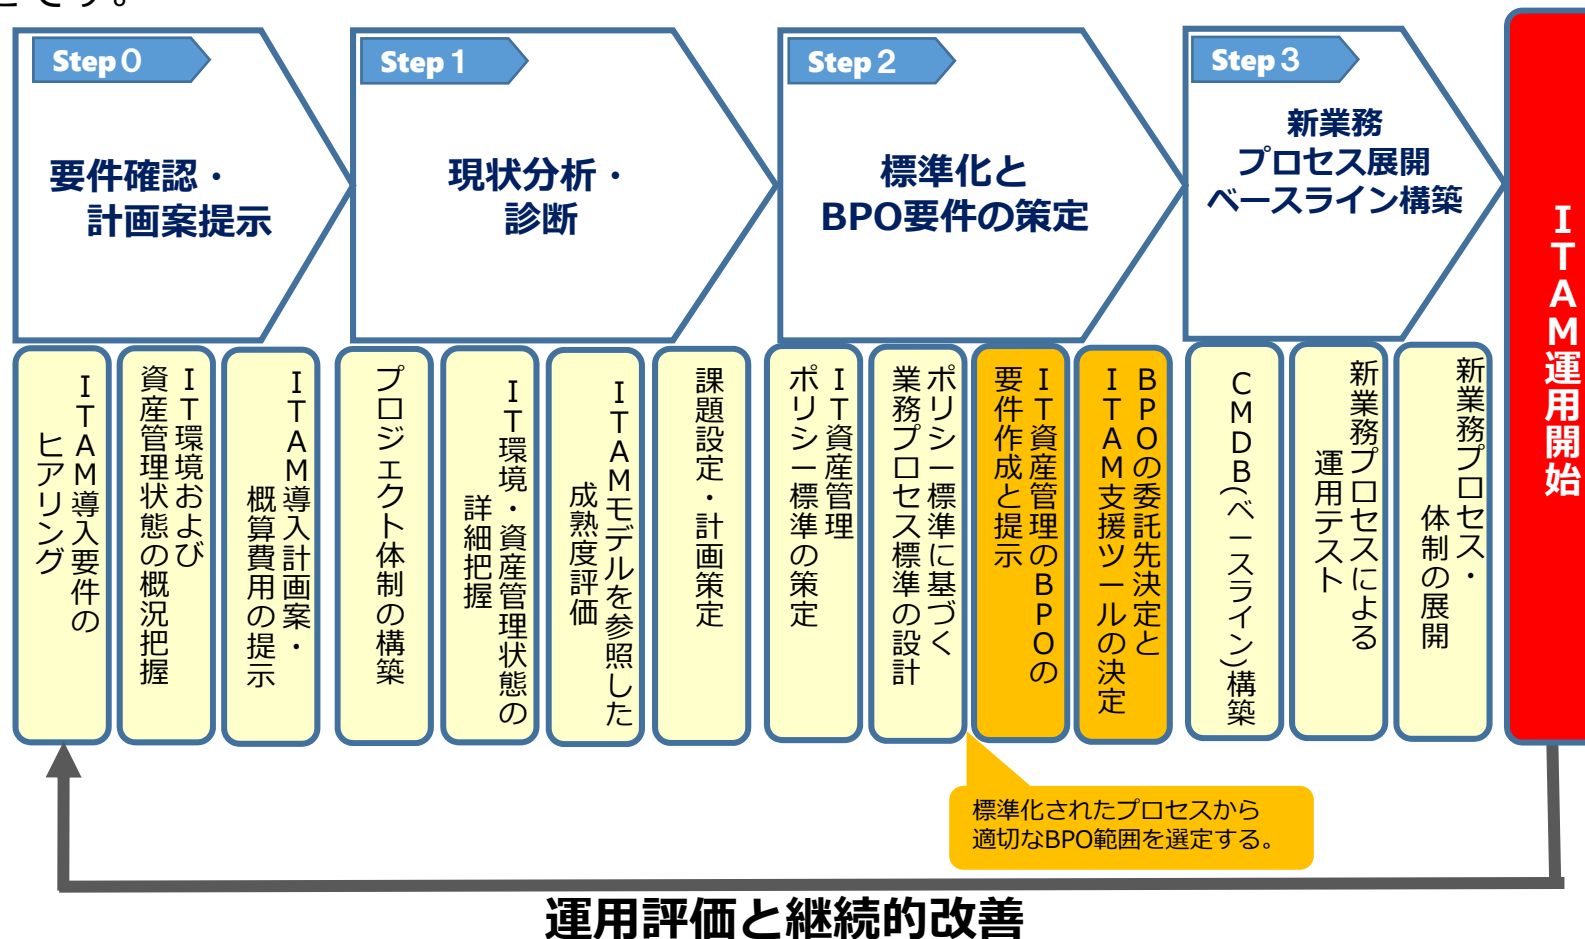 とです。
Step０
要件確認・
計画案提示
Step１
現状分析・
診断
Step２
標準化と
BPO要件の策定
Step３
新業務
プロセス展開
ベースライン構築
ＩＴＡＭ運用開始
ＩＴＡＭ導入要件の
ヒアリング
ＩＴ環境および
資産管理状態の概況把握
ＩＴＡＭ導入計画案・
概算費用の提示
プロジェクト体制の構築
ＩＴ環境・資産管理状態の
詳細把握
ＩＴＡＭモデルを参照した
成熟度評価
課題設定・計画策定
ＩＴ資産管理
ポリシー標準の策定
ポリシー標準に基づく
業務プロセス標準の設計
ＩＴ資産管理のＢＰＯの
要件作成と提示
ＢＰＯの委託先決定と
ＩＴＡＭ支援ツールの決定
ＣＭＤＢ(ベースライン)構築
新業務プロセスによる
運用テスト
新業務プロセス・
体制の展開
標準化されたプロセスから
適切なBPO範囲を選定する。
運用評価と継続的改善